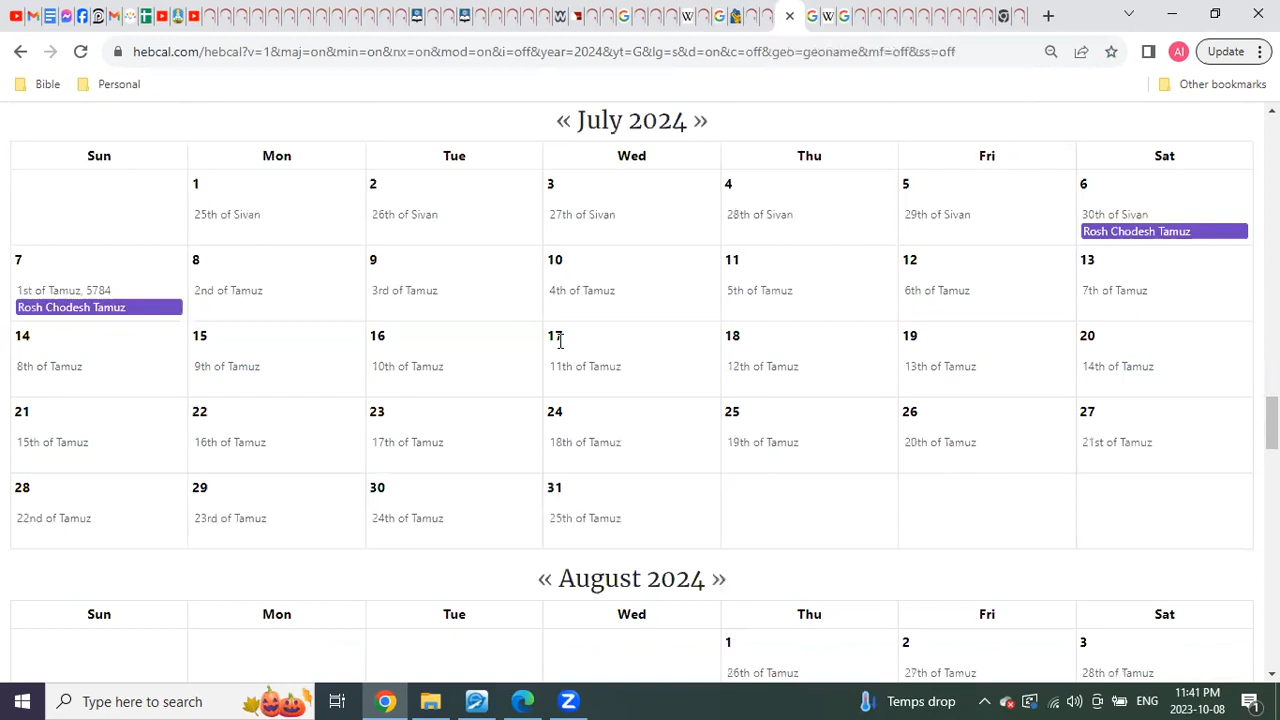 hebcal.com/hebcal?v=1&maj=on&min=on&nx=on&mod=on&i=off&year=2024&yt=G&lg=s&d=on&c=off&geo=geoname&mf=off&ss=off
AI
Update
Bible
Personal
Other bookmarks
« July 2024 »
Sun Mon Tue Wed Thu Fri Sat
1 2 3 4 5 6
25th of Sivan 26th of Sivan 27th of Sivan 28th of Sivan 29th of Sivan 30th of Sivan
Rosh Chodesh Tamuz
7 8 9 10 11 12 13
1st of Tamuz, 5784 2nd of Tamuz 3rd of Tamuz 4th of Tamuz 5th of Tamuz 6th of Tamuz 7th of Tamuz
Rosh Chodesh Tamuz
14 15 16 17 18 19 20
8th of Tamuz 9th of Tamuz 10th of Tamuz 11th of Tamuz 12th of Tamuz 13th of Tamuz 14th of Tamuz
21 22 23 24 25 26 27
15th of Tamuz 16th of Tamuz 17th of Tamuz 18th of Tamuz 19th of Tamuz 20th of Tamuz 21st of Tamuz
28 29 30 31
22nd of Tamuz 23rd of Tamuz 24th of Tamuz 25th of Tamuz
« August 2024 »
Sun Mon Tue Wed Thu Fri Sat
1 2 3
26th of Tamuz 27th of Tamuz 28th of Tamuz
Type here to search
Temps drop
ENG
11:41 PM
2023-10-08
1